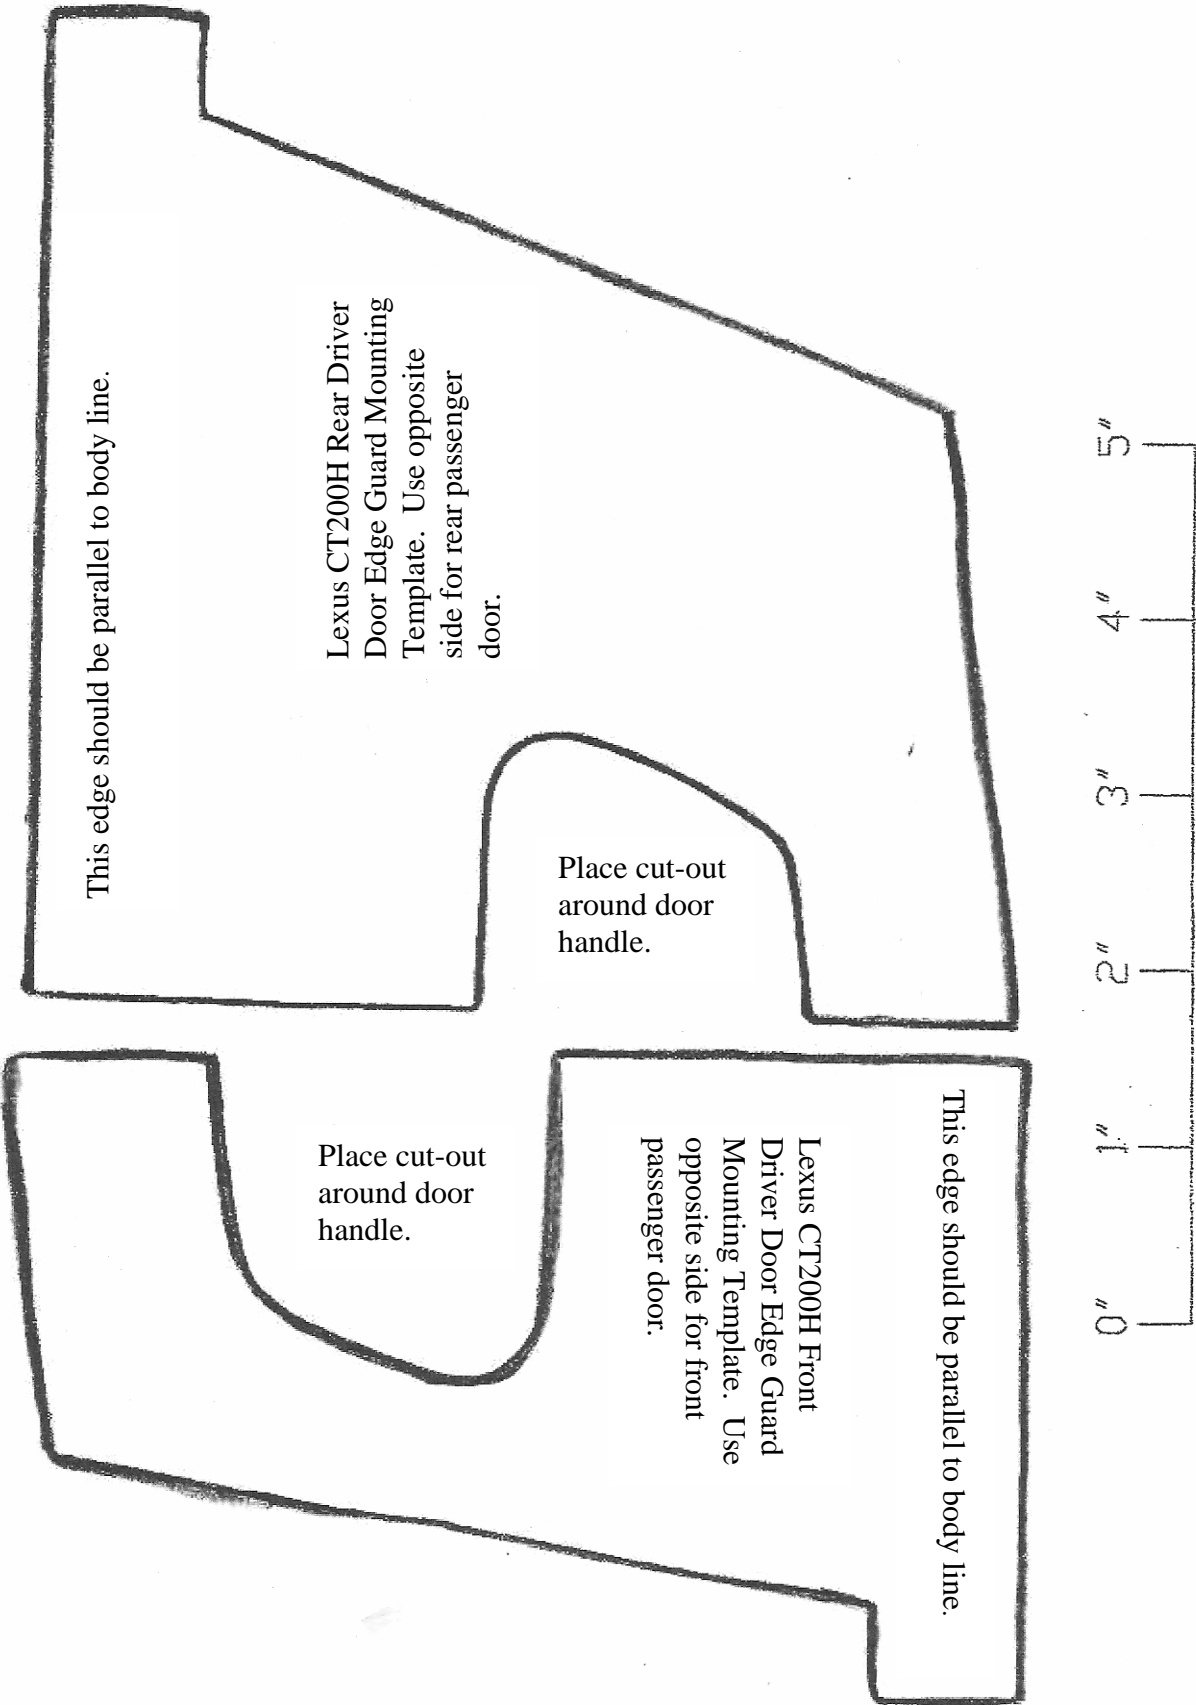 This edge should be parallel to body line.
Lexus CT200H Rear Driver
Door Edge Guard Mounting
Template. Use opposite
side for rear passenger
door.
Place cut-out
around door
handle.
Place cut-out
around door
handle.
Lexus CT200H Front
Driver Door Edge Guard
Mounting Template. Use
opposite side for front
passenger door.
This edge should be parallel to body line.
0"
1"
2"
3"
4"
5"